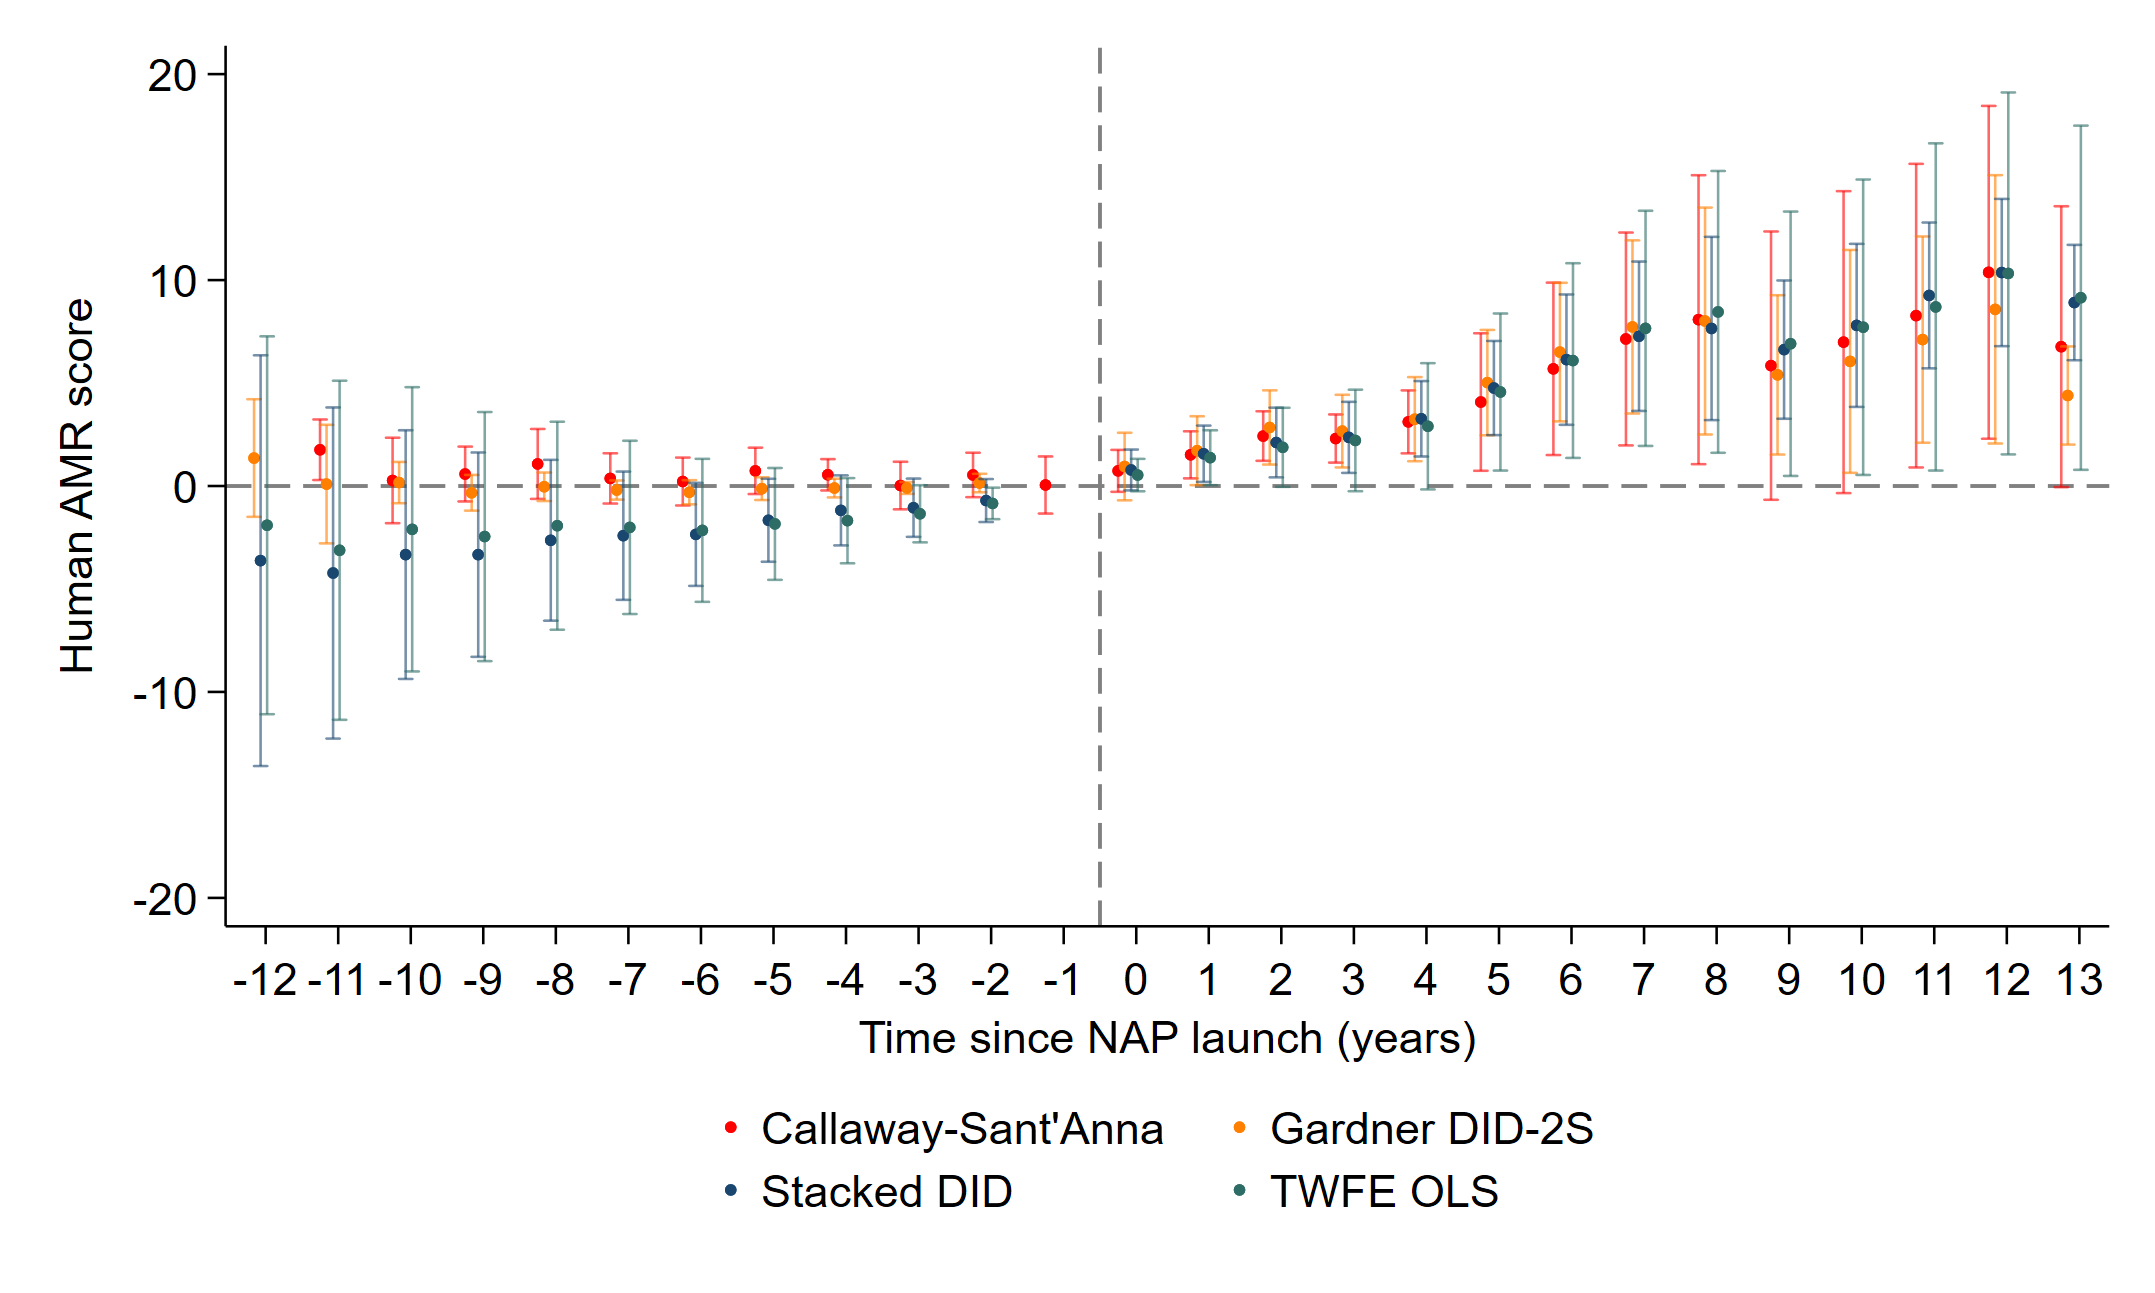 20
10
0
-10
-20
Human AMR score
-12 -11 -10 -9 -8 -7 -6 -5 -4 -3 -2 -1 0 1 2 3 4 5 6 7 8 9 10 11 12 13
Time since NAP launch (years)
Callaway-Sant'Anna Gardner DID-2S
Stacked DID TWFE OLS